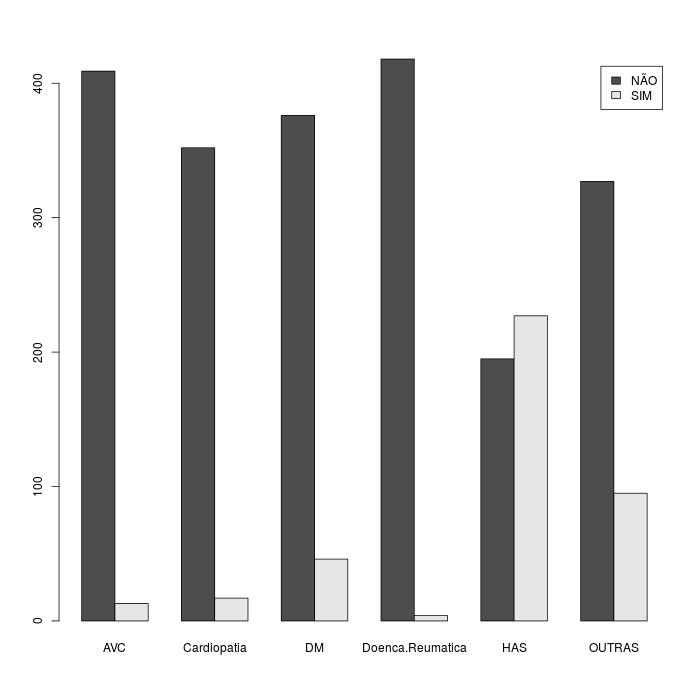 400
300
200
100
0
NÃO
SIM
AVC
Cardiopatia
DM
Doenca.Reumatica
HAS
OUTRAS